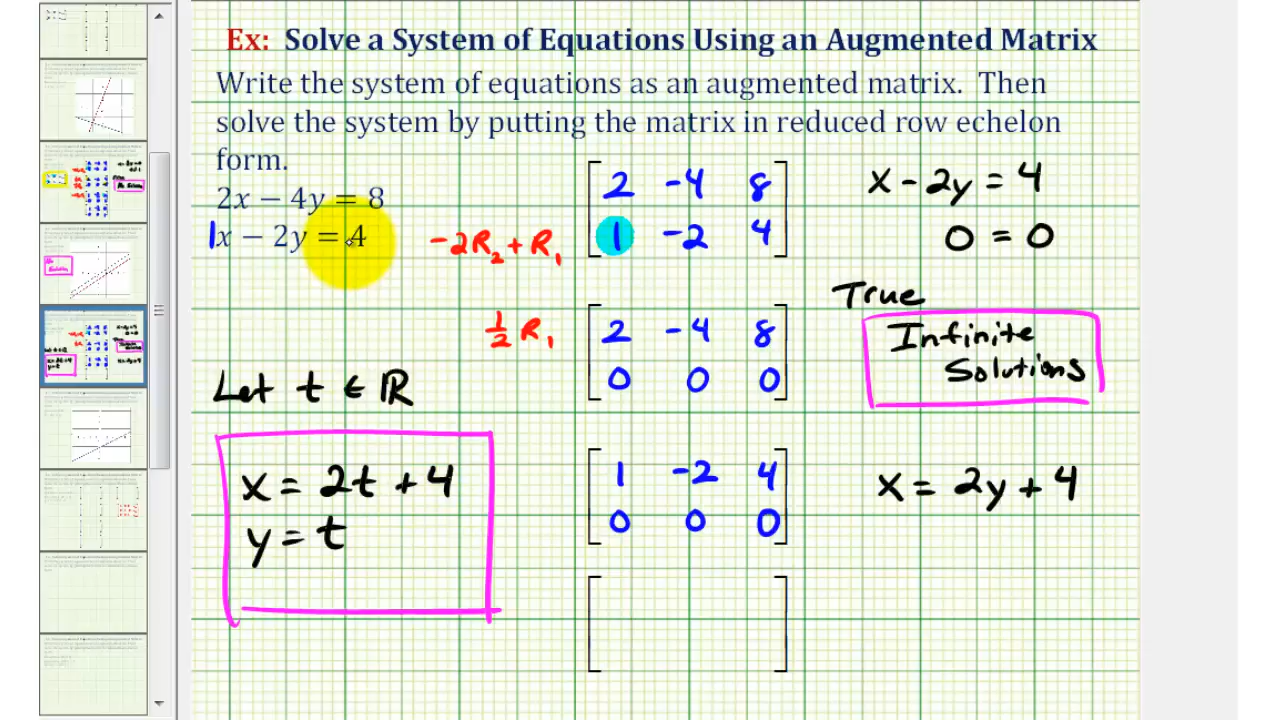 Ex: Solve a System of Equations Using an Augmented Matrix
Write the system of equations as an augmented matrix. Then
solve the system by putting the matrix in reduced row echelon
form.
2x − 4y = 8
1x − 2y = 4
-2R₂ + R₁
2 -4 8
1 -2 4
x - 2y = 4
0 = 0
True
Infinite
Solutions
½ R₁
2 -4 8
0 0 0
Let t ∈ ℝ
x = 2t + 4
y = t
1 -2 4
0 0 0
x = 2y + 4